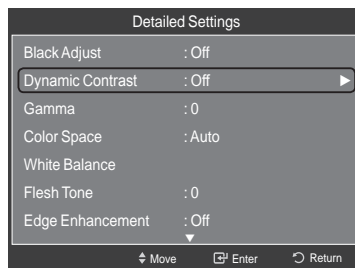 Detailed Settings
Black Adjust : Off
Dynamic Contrast : Off
Gamma : 0
Color Space : Auto
White Balance
Flesh Tone : 0
Edge Enhancement : Off
Move Enter Return